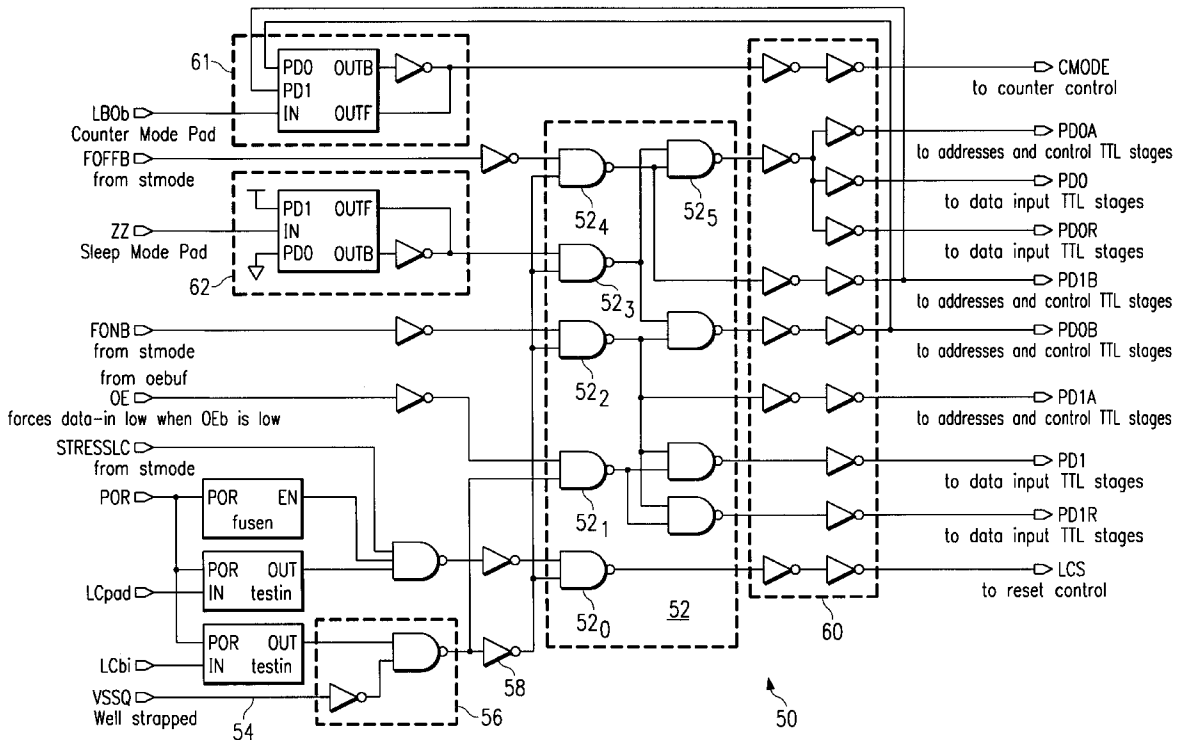 61
PD0 OUTB
PD1
IN OUTF
LBOb
Counter Mode Pad
FOFFB
from stmode
PD1 OUTF
IN
PD0 OUTB
ZZ
Sleep Mode Pad
62
FONB
from stmode
from oebuf
OE
forces data-in low when OEb is low
STRESSLC
from stmode
POR
POR EN
fusen
POR OUT
IN testin
LCpad
POR OUT
IN testin
LCbi
VSSQ
Well strapped
54
56
58
52₄
52₅
52₃
52₂
52₁
52₀
52
60
50
CMODE
to counter control
PD0A
to addresses and control TTL stages
PD0
to data input TTL stages
PD0R
to data input TTL stages
PD1B
to addresses and control TTL stages
PD0B
to addresses and control TTL stages
PD1A
to addresses and control TTL stages
PD1
to data input TTL stages
PD1R
to data input TTL stages
LCS
to reset control